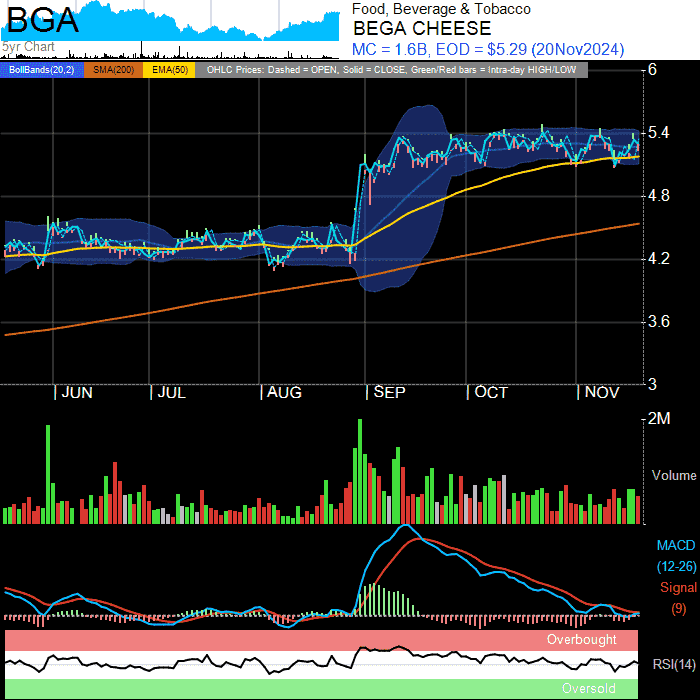 BGA
5yr Chart
Food, Beverage & Tobacco
BEGA CHEESE
MC = 1.6B, EOD = $5.29 (20Nov2024)
BollBands(20,2) SMA(200) EMA(50) OHLC Prices: Dashed = OPEN, Solid = CLOSE, Green/Red bars = Intra-day HIGH/LOW
6
5.4
4.8
4.2
3.6
3
JUN JUL AUG SEP OCT NOV
2M
Volume
MACD
(12-26)
Signal
(9)
Overbought
RSI(14)
Oversold